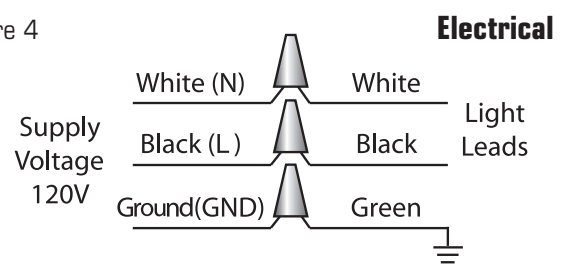 re 4
Electrical
White (N)
White
Supply
Voltage
120V
Black (L )
Black
Light
Leads
Ground(GND)
Green